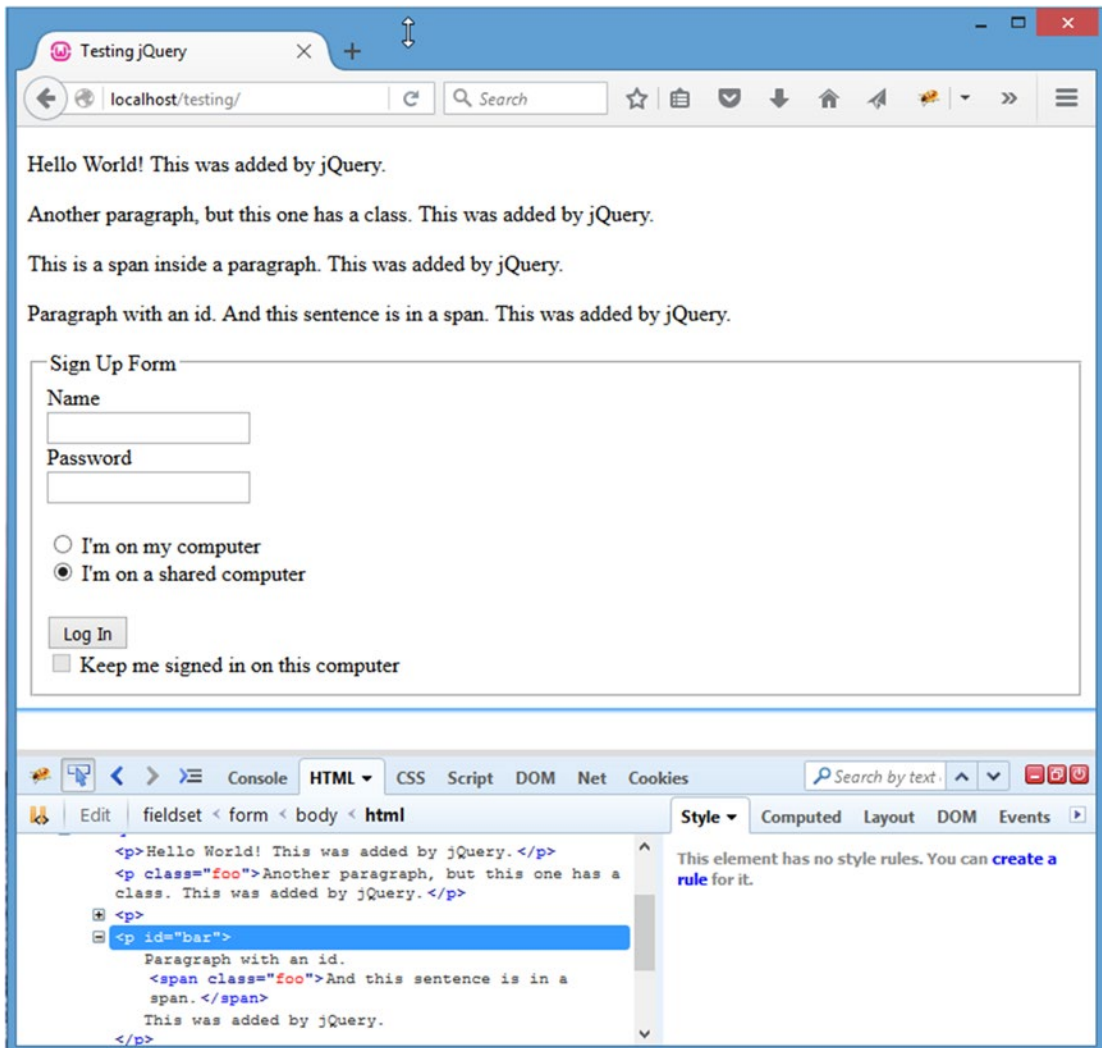 Testing jQuery
localhost/testing/
Search
Hello World! This was added by jQuery.
Another paragraph, but this one has a class. This was added by jQuery.
This is a span inside a paragraph. This was added by jQuery.
Paragraph with an id. And this sentence is in a span. This was added by jQuery.
Sign Up Form
Name
Password
I'm on my computer
I'm on a shared computer
Log In
Keep me signed in on this computer
Console HTML CSS Script DOM Net Cookies
Search by text
Edit fieldset < form < body < html
Style Computed Layout DOM Events
<p>Hello World! This was added by jQuery.</p>
<p class="foo">Another paragraph, but this one has a
class. This was added by jQuery.</p>
<p>
<p id="bar">
Paragraph with an id.
<span class="foo">And this sentence is in a
span.</span>
This was added by jQuery.
</p>
This element has no style rules. You can create a
rule for it.